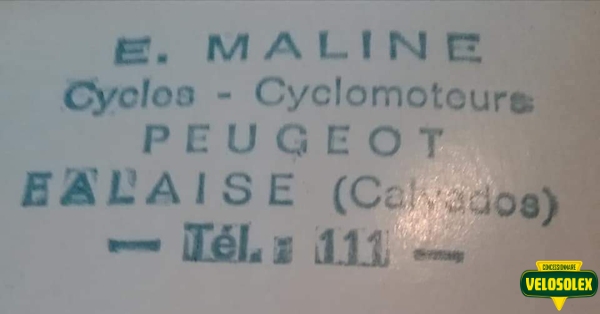 E. MALINE
Cycles - Cyclomoteurs
PEUGEOT
FALAISE (Calvados)
— Tél. : 111 —
CONCESSIONNAIRE
VELOSOLEX